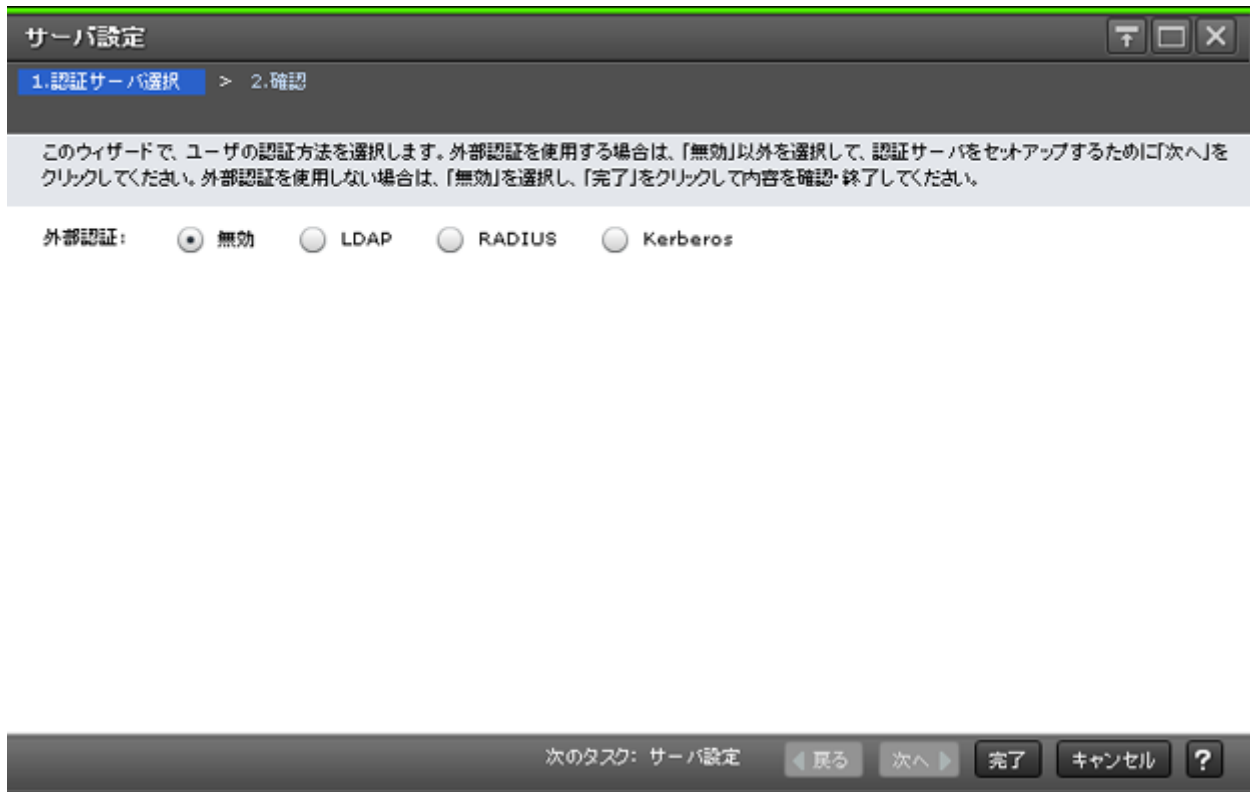 サーバ設定
1.認証サーバ選択 > 2.確認
このウィザードで、ユーザの認証方法を選択します。外部認証を使用する場合は、「無効」以外を選択して、認証サーバをセットアップするために「次へ」を
クリックしてください。外部認証を使用しない場合は、「無効」を選択し、「完了」をクリックして内容を確認・終了してください。
外部認証: 無効 LDAP RADIUS Kerberos
次のタスク: サーバ設定 戻る 次へ 完了 キャンセル ?